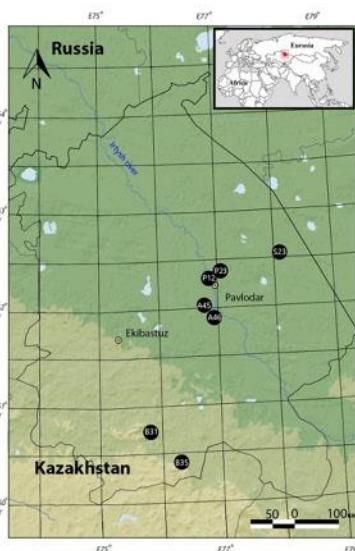 E75° E77° E79°
Russia
Eurasia
Africa
N
Irtysh river
S23
P23
P12
Pavlodar
A45
A46
Ekibastuz
B31
B35
Kazakhstan
50 0 100
E75° E77°